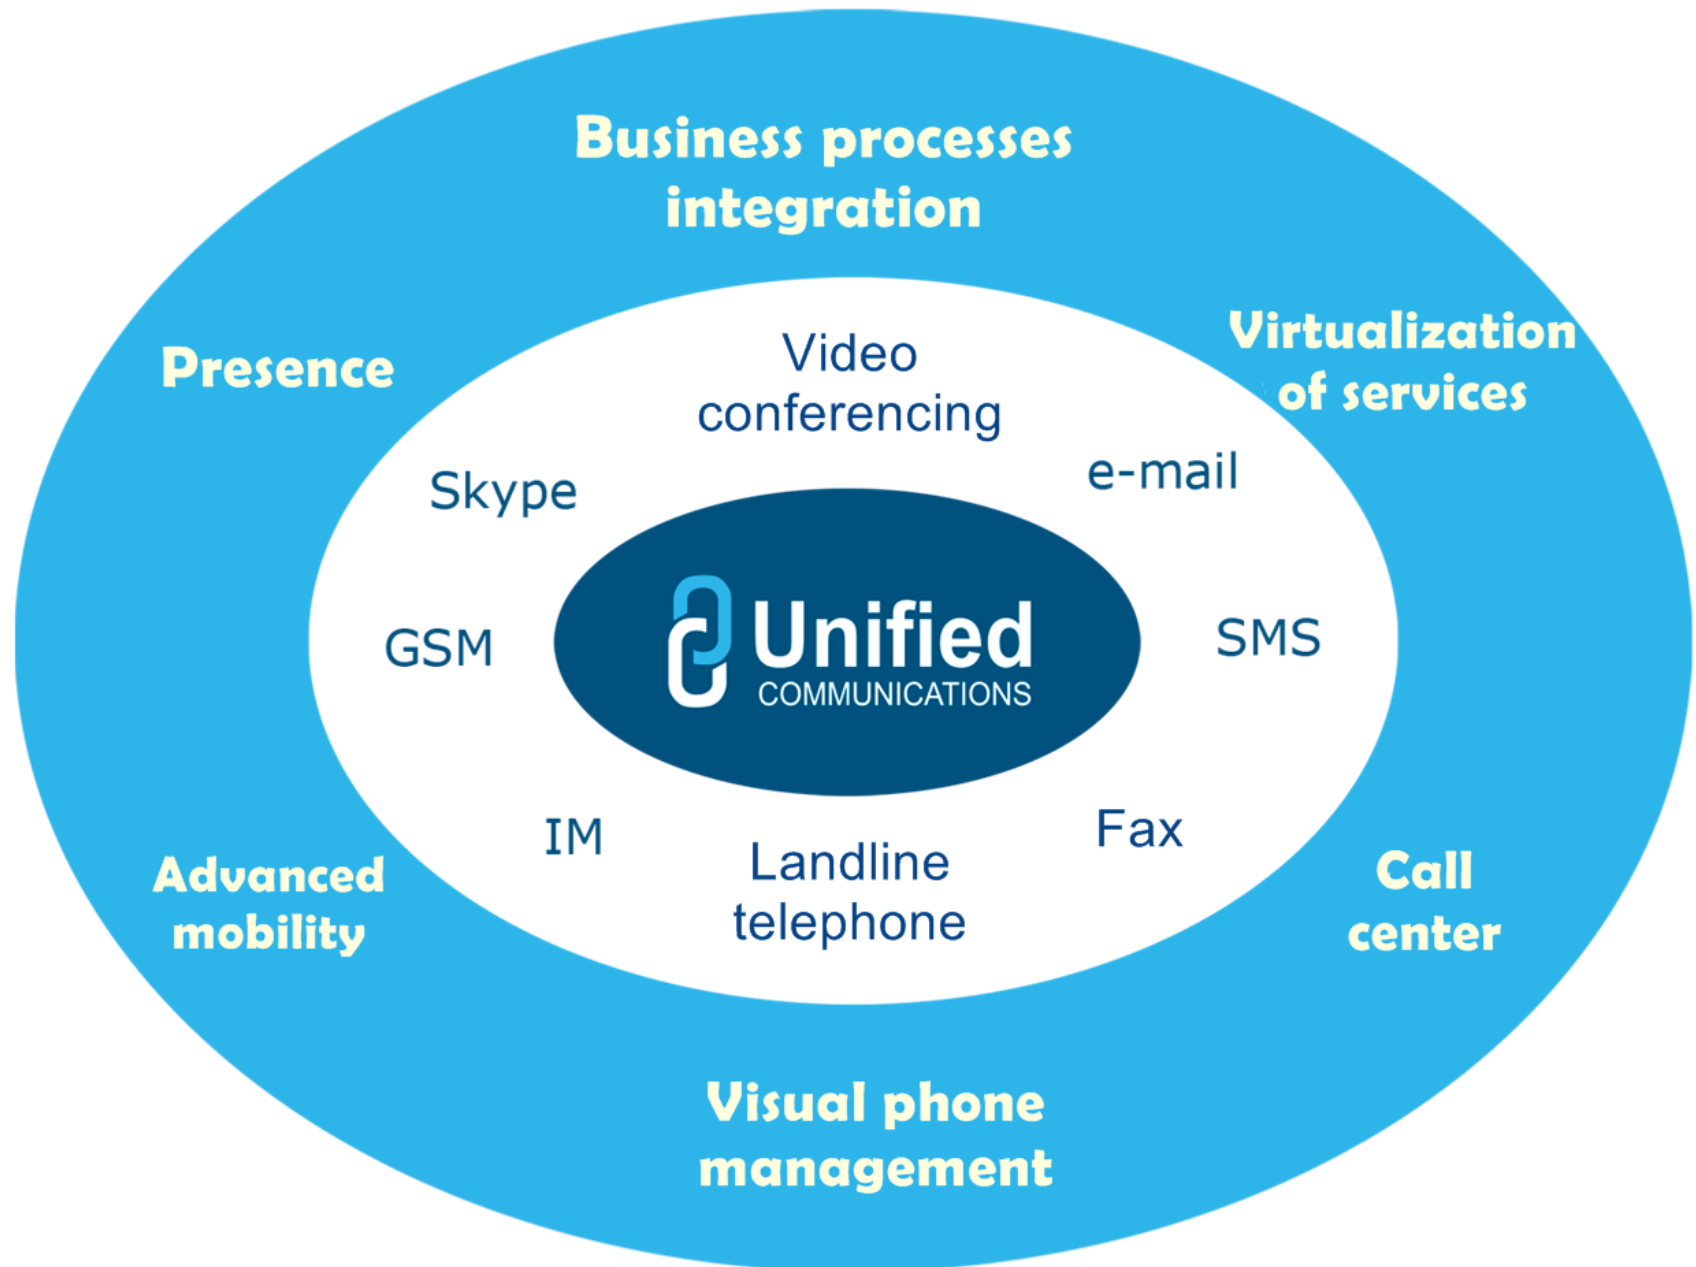 Business processes
integration
Presence
Virtualization
of services
Video
conferencing
Skype
e-mail
GSM
Unified
COMMUNICATIONS
SMS
IM
Landline
telephone
Fax
Advanced
mobility
Call
center
Visual phone
management